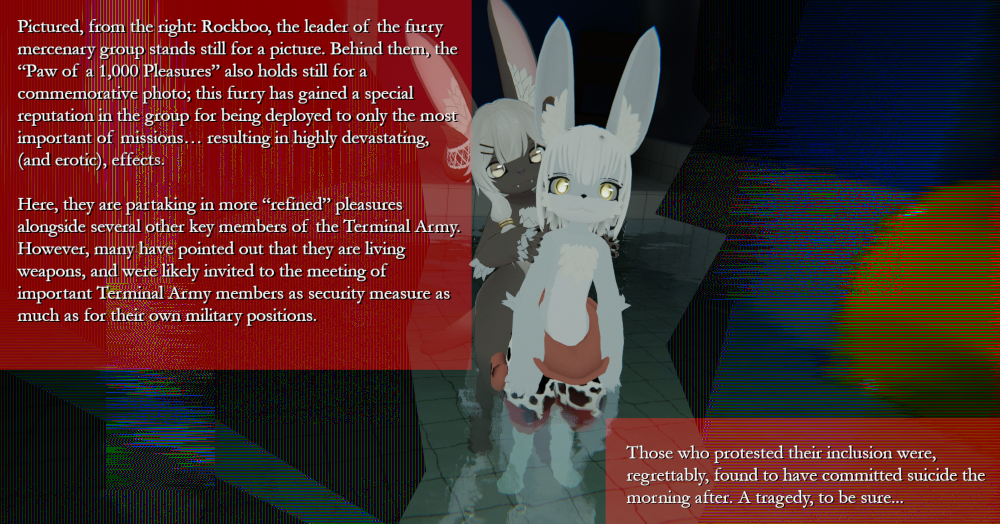 Pictured, from the right: Rockboo, the leader of the furry
mercenary group stands still for a picture. Behind them, the
“Paw of a 1,000 Pleasures” also holds still for a
commemorative photo; this furry has gained a special
reputation in the group for being deployed to only the most
important of missions… resulting in highly devastating,
(and erotic), effects.
Here, they are partaking in more “refined” pleasures
alongside several other key members of the Terminal Army.
However, many have pointed out that they are living
weapons, and were likely invited to the meeting of
important Terminal Army members as security measure as
much as for their own military positions.
Those who protested their inclusion were,
regrettably, found to have committed suicide the
morning after. A tragedy, to be sure...